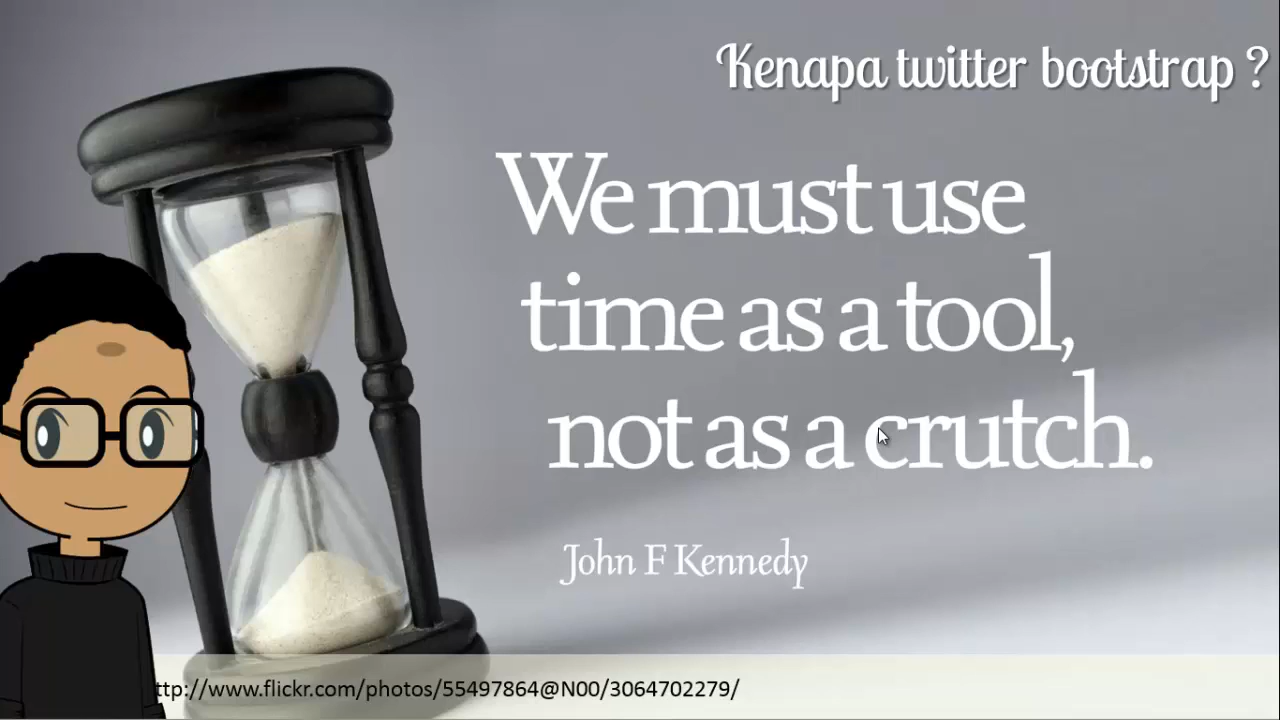 Kenapa twitter bootstrap ?
We must use
time as a tool,
not as a crutch.
John F Kennedy
ttp://www.flickr.com/photos/55497864@N00/3064702279/